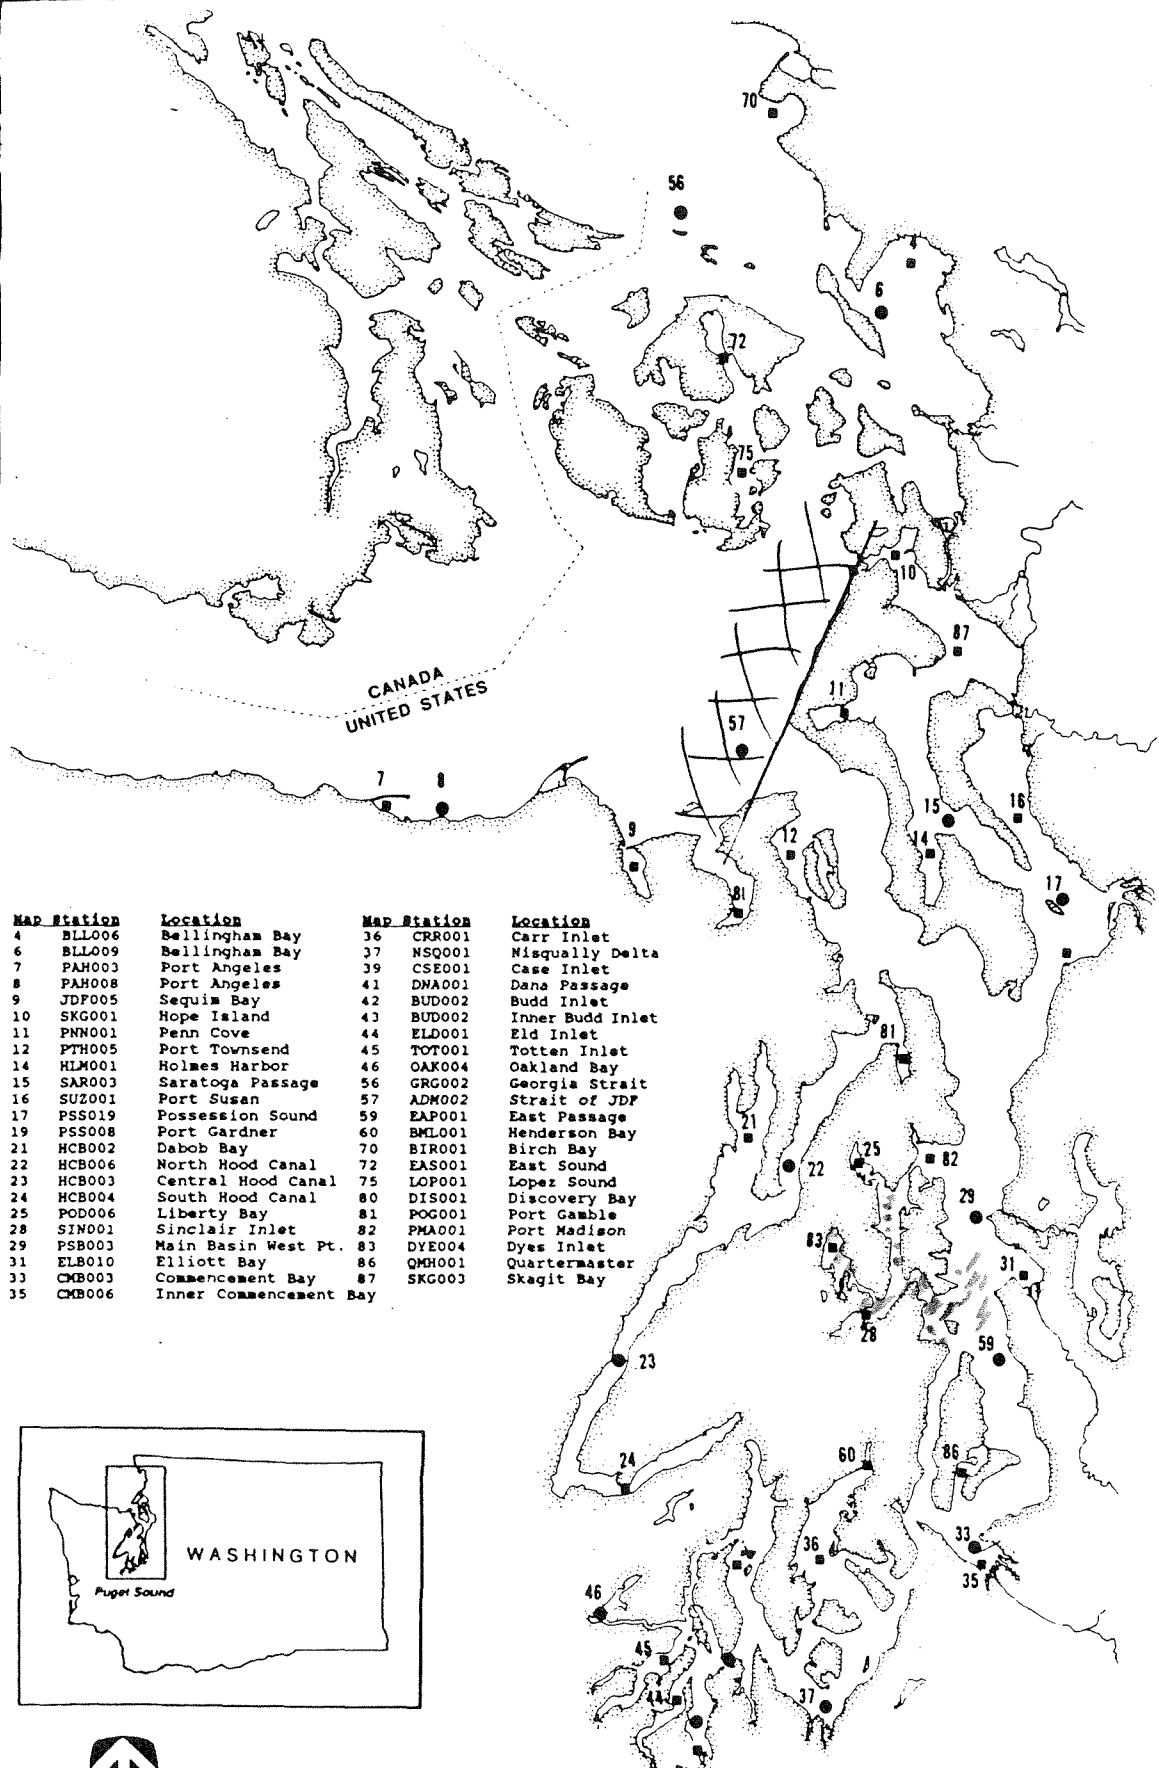 70
56
4
6
72
75
10
87
11
CANADA
UNITED STATES
57
7
8
9
12
15
16
14
17
81
Map Station Location Map Station Location
4 BLL006 Bellingham Bay 36 CRR001 Carr Inlet
6 BLL009 Bellingham Bay 37 NSQ001 Nisqually Delta
7 PAH003 Port Angeles 39 CSE001 Case Inlet
8 PAH008 Port Angeles 41 DNA001 Dana Passage
9 JDF005 Sequim Bay 42 BUD002 Budd Inlet
10 SKG001 Hope Island 43 BUD002 Inner Budd Inlet
11 PNN001 Penn Cove 44 ELD001 Eld Inlet
12 PTH005 Port Townsend 45 TOT001 Totten Inlet
14 HLM001 Holmes Harbor 46 OAK004 Oakland Bay
15 SAR003 Saratoga Passage 56 GRG002 Georgia Strait
16 SUZ001 Port Susan 57 ADM002 Strait of JDF
17 PSS019 Possession Sound 59 EAP001 East Passage
19 PSS008 Port Gardner 60 BML001 Henderson Bay
21 HCB002 Dabob Bay 70 BIR001 Birch Bay
22 HCB006 North Hood Canal 72 EAS001 East Sound
23 HCB003 Central Hood Canal 75 LOP001 Lopez Sound
24 HCB004 South Hood Canal 80 DIS001 Discovery Bay
25 POD006 Liberty Bay 81 POG001 Port Gamble
28 SIN001 Sinclair Inlet 82 PMA001 Port Madison
29 PSB003 Main Basin West Pt. 83 DYE004 Dyes Inlet
31 ELB010 Elliott Bay 86 QMH001 Quartermaster
33 CMB003 Commencement Bay 87 SKG003 Skagit Bay
35 CMB006 Inner Commencement Bay
81
21
25
82
22
29
83
31
28
59
23
60
24
86
33
36
35
46
45
44
37
WASHINGTON
Puget Sound